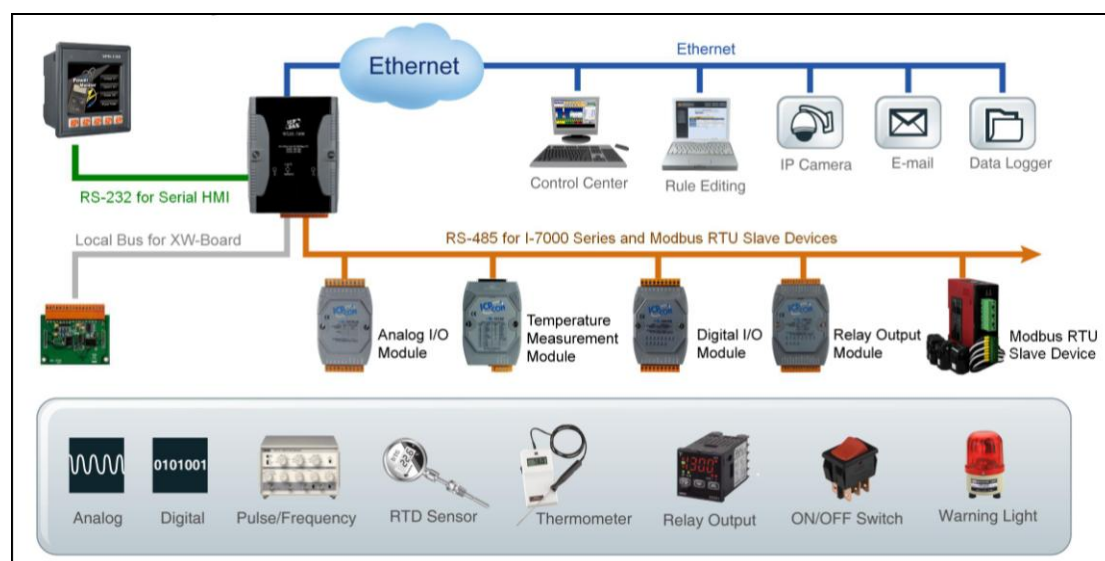 Ethernet
Ethernet
Control Center
Rule Editing
IP Camera
E-mail
Data Logger
RS-232 for Serial HMI
Local Bus for XW-Board
RS-485 for I-7000 Series and Modbus RTU Slave Devices
Analog I/O
Module
Temperature
Measurement
Module
Digital I/O
Module
Relay Output
Module
Modbus RTU
Slave Device
0101001
Analog
Digital
Pulse/Frequency
RTD Sensor
Thermometer
Relay Output
ON/OFF Switch
Warning Light